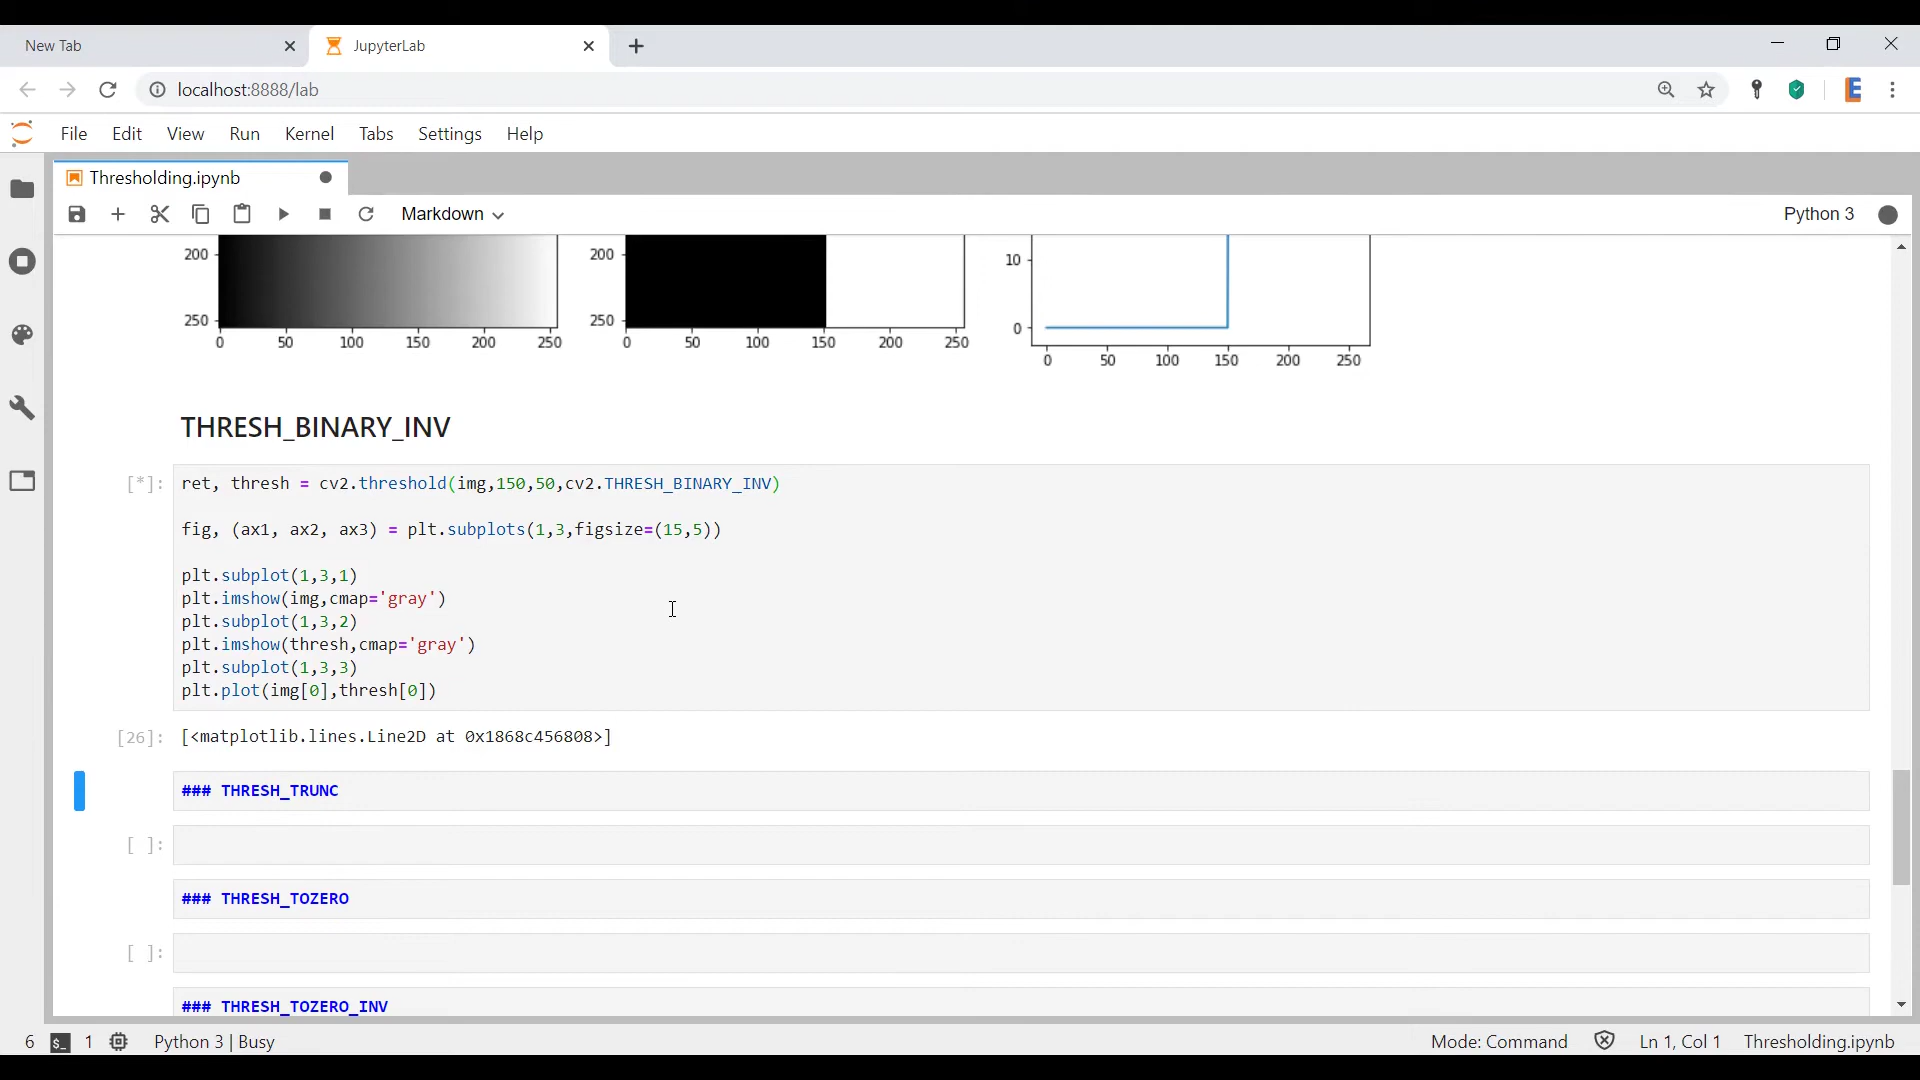 New Tab
JupyterLab
localhost:8888/lab
File Edit View Run Kernel Tabs Settings Help
Thresholding.ipynb
Markdown
Python 3
200 200 10
250 250 0
0 50 100 150 200 250 0 50 100 150 200 250
0 50 100 150 200 250
THRESH_BINARY_INV
[*]: ret, thresh = cv2.threshold(img,150,50,cv2.THRESH_BINARY_INV)
fig, (ax1, ax2, ax3) = plt.subplots(1,3,figsize=(15,5))
plt.subplot(1,3,1)
plt.imshow(img,cmap='gray')
plt.subplot(1,3,2)
plt.imshow(thresh,cmap='gray')
plt.subplot(1,3,3)
plt.plot(img[0],thresh[0])
[26]: [<matplotlib.lines.Line2D at 0x1868c456808>]
### THRESH_TRUNC
[ ]:
### THRESH_TOZERO
[ ]:
### THRESH_TOZERO_INV
6 $_ 1 Python 3 | Busy Mode: Command Ln 1, Col 1 Thresholding.ipynb